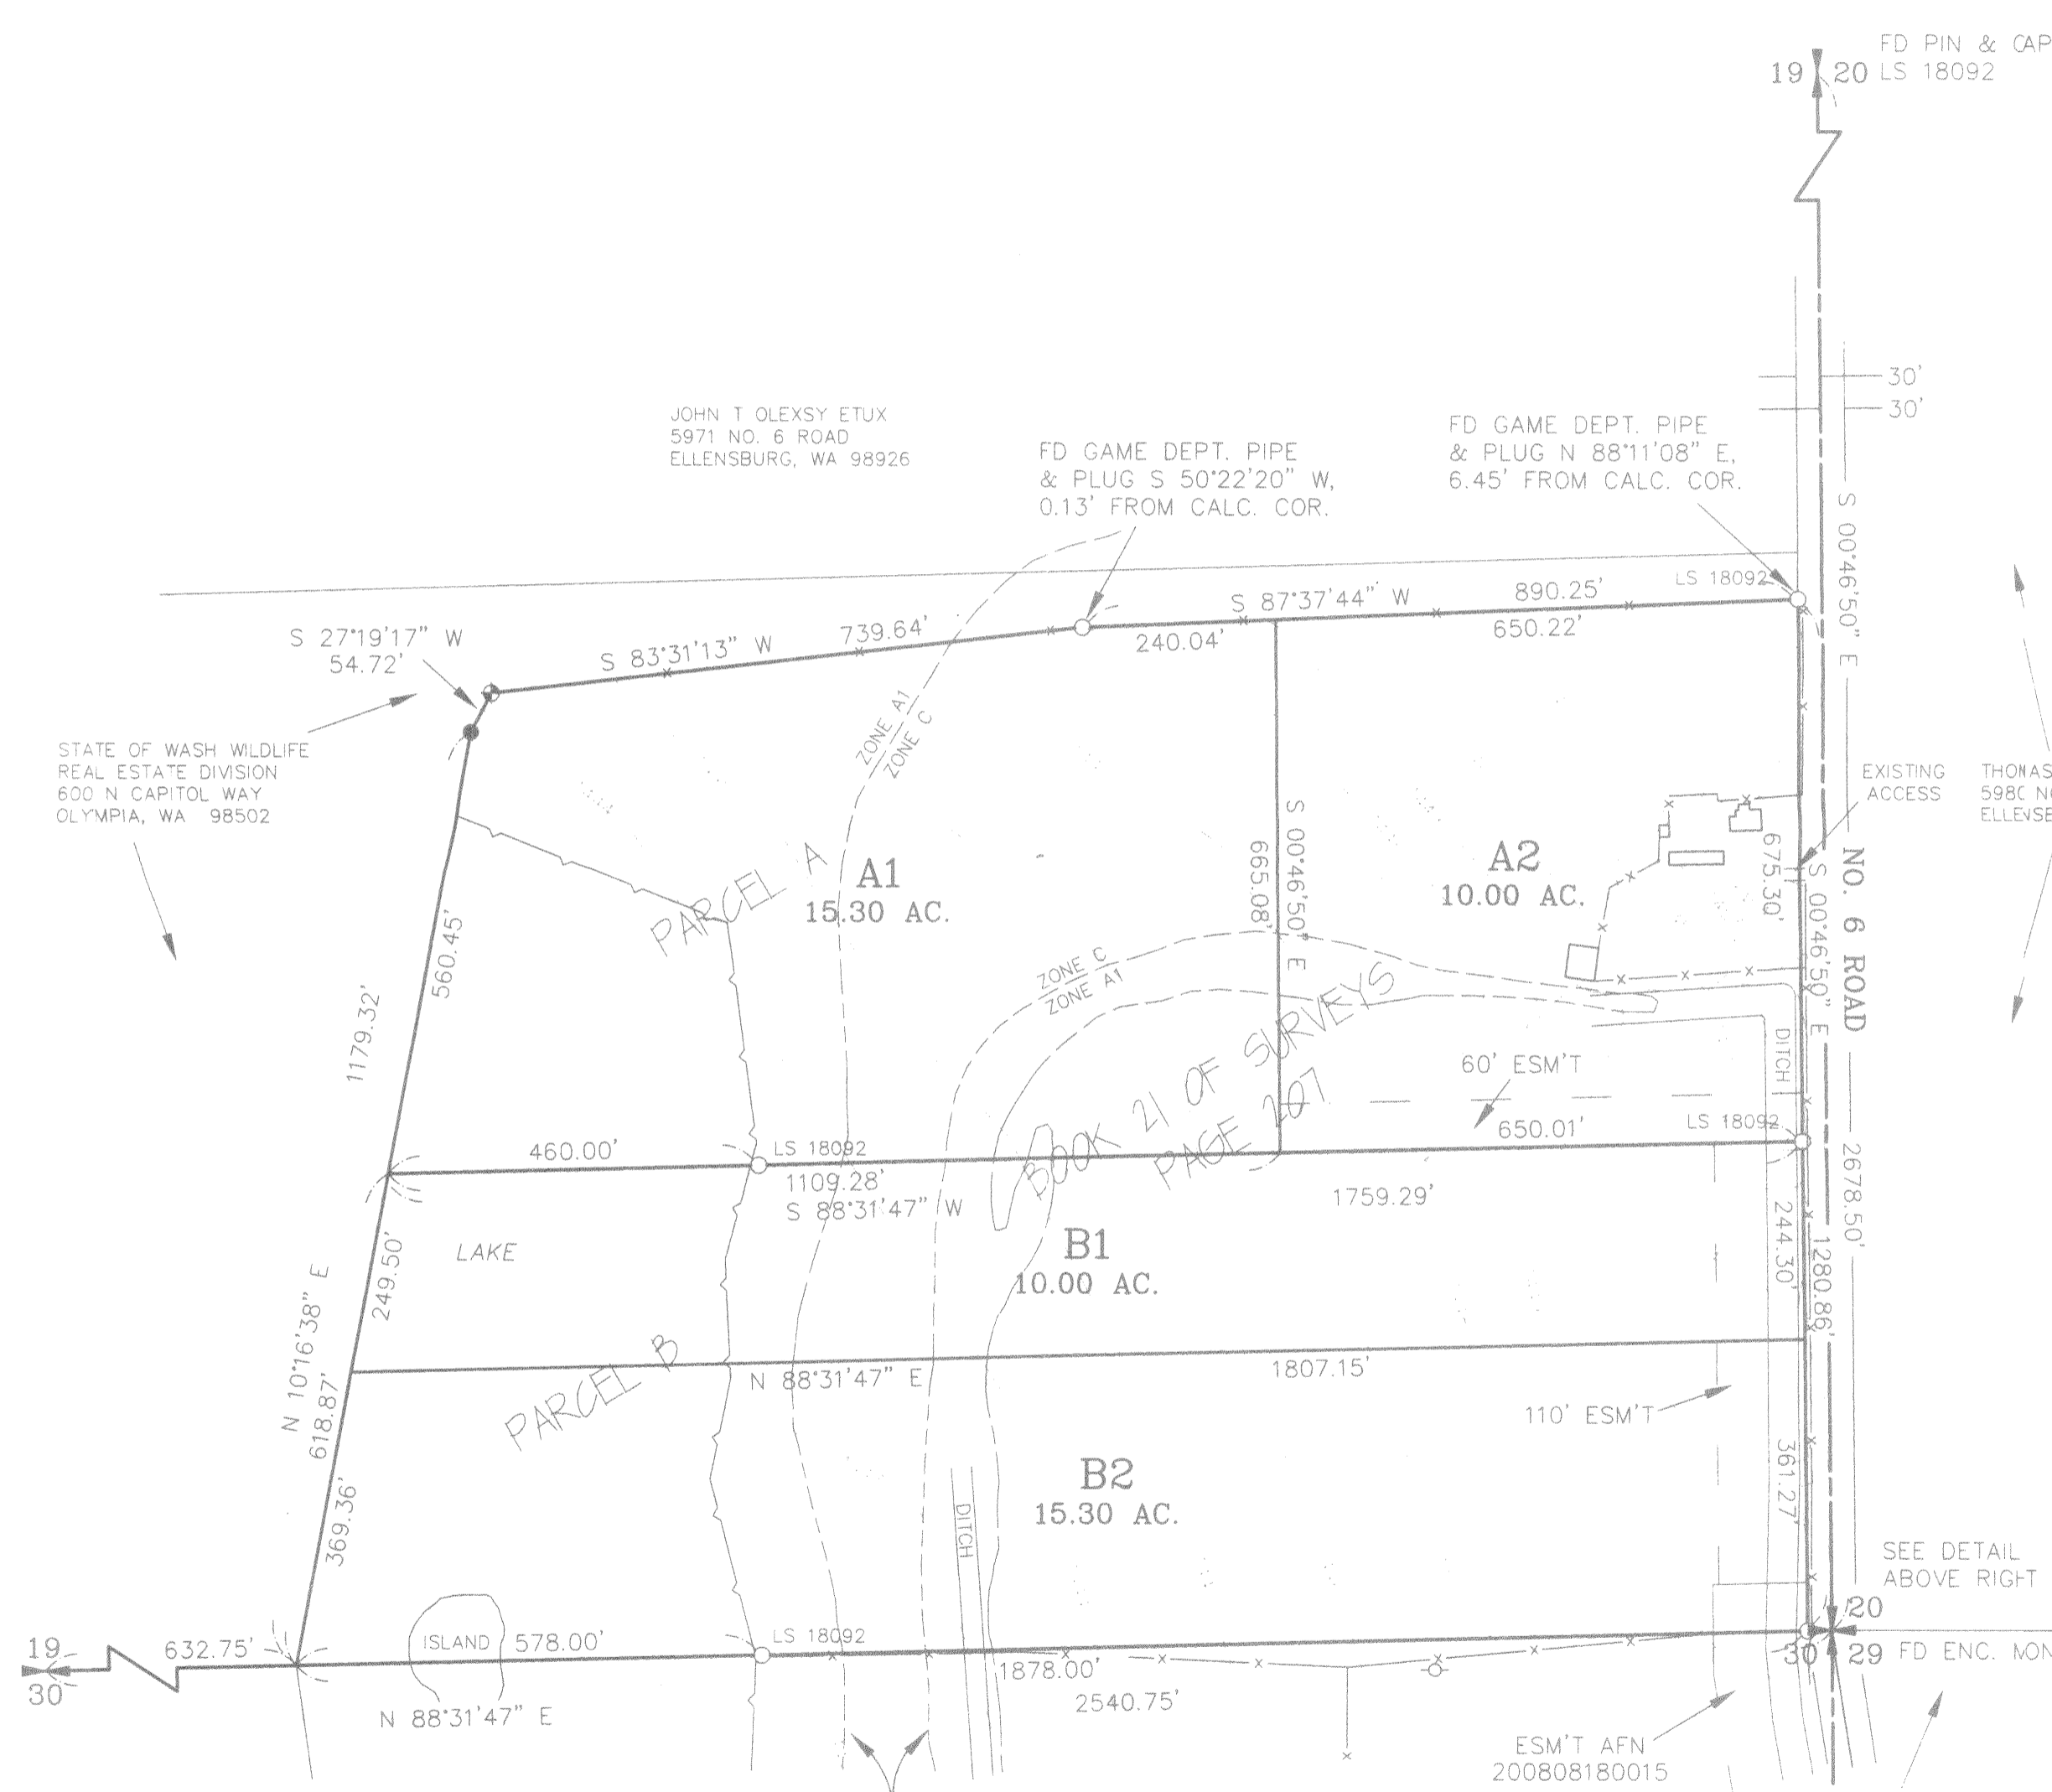 FD PIN & CAP
19 20 LS 18092
30'
30'
JOHN T OLEXSY ETUX
5971 NO. 6 ROAD
ELLENSBURG, WA 98926
FD GAME DEPT. PIPE
& PLUG S 50°22'20" W,
0.13' FROM CALC. COR.
FD GAME DEPT. PIPE
& PLUG N 88°11'08" E,
6.45' FROM CALC. COR.
S 00°46'50" E
LS 18092
S 87°37'44" W
890.25'
240.04'
650.22'
S 27°19'17" W
54.72'
S 83°31'13" W
739.64'
ZONE A1
ZONE C
STATE OF WASH WILDLIFE
REAL ESTATE DIVISION
600 N CAPITOL WAY
OLYMPIA, WA 98502
EXISTING
ACCESS
THOMAS
5980
PARCEL A
A1
15.30 AC.
S 00°46'50" E
665.08'
A2
10.00 AC.
675.30'
S 00°46'50" E
NO. 6 ROAD
560.45'
1179.32'
ZONE C
ZONE A1
BOOK 21 OF SURVEYS
PAGE 207
60' ESM'T
DITCH
460.00'
LS 18092
1109.28'
S 88°31'47" W
650.01'
LS 18092
1759.29'
2678.50'
LAKE
249.50'
B1
10.00 AC.
244.30'
1280.86'
N 10°16'38" E
618.87'
PARCEL B
N 88°31'47" E
1807.15'
110' ESM'T
369.36'
B2
15.30 AC.
DITCH
361.27'
SEE DETAIL
ABOVE RIGHT
19
30
632.75'
ISLAND
578.00'
LS 18092
1878.00'
2540.75'
N 88°31'47" E
20
30 29 FD ENC. MON
ESM'T AFN
200808180015